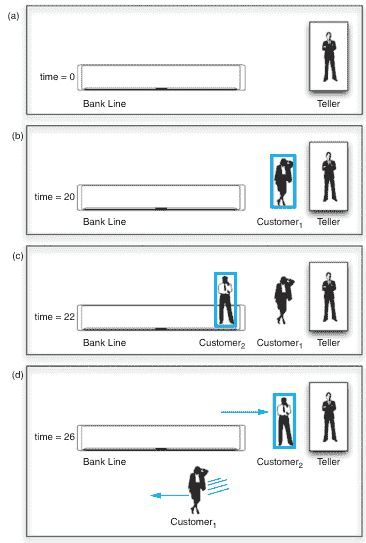 (a)
time = 0
Bank Line
Teller
(b)
time = 20
Bank Line
Customer1
Teller
(c)
time = 22
Bank Line
Customer2
Customer1
Teller
(d)
time = 26
Bank Line
Customer2
Teller
Customer1